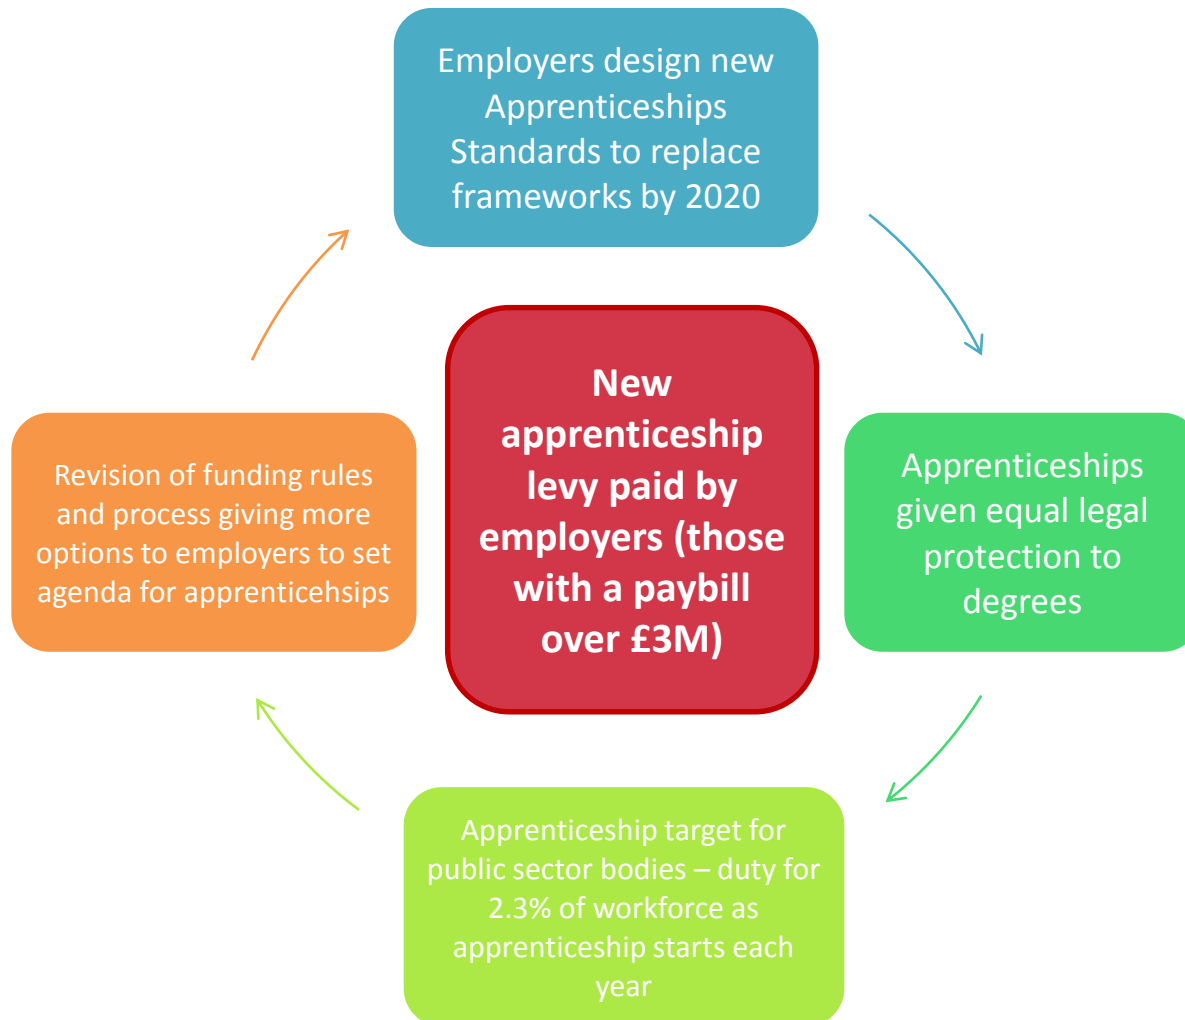 Employers design new
Apprenticeships
Standards to replace
frameworks by 2020
New
apprenticeship
levy paid by
employers (those
with a paybill
over £3M)
Revision of funding rules
and process giving more
options to employers to set
agenda for apprenticehsips
Apprenticeships
given equal legal
protection to
degrees
Apprenticeship target for
public sector bodies – duty for
2.3% of workforce as
apprenticeship starts each
year